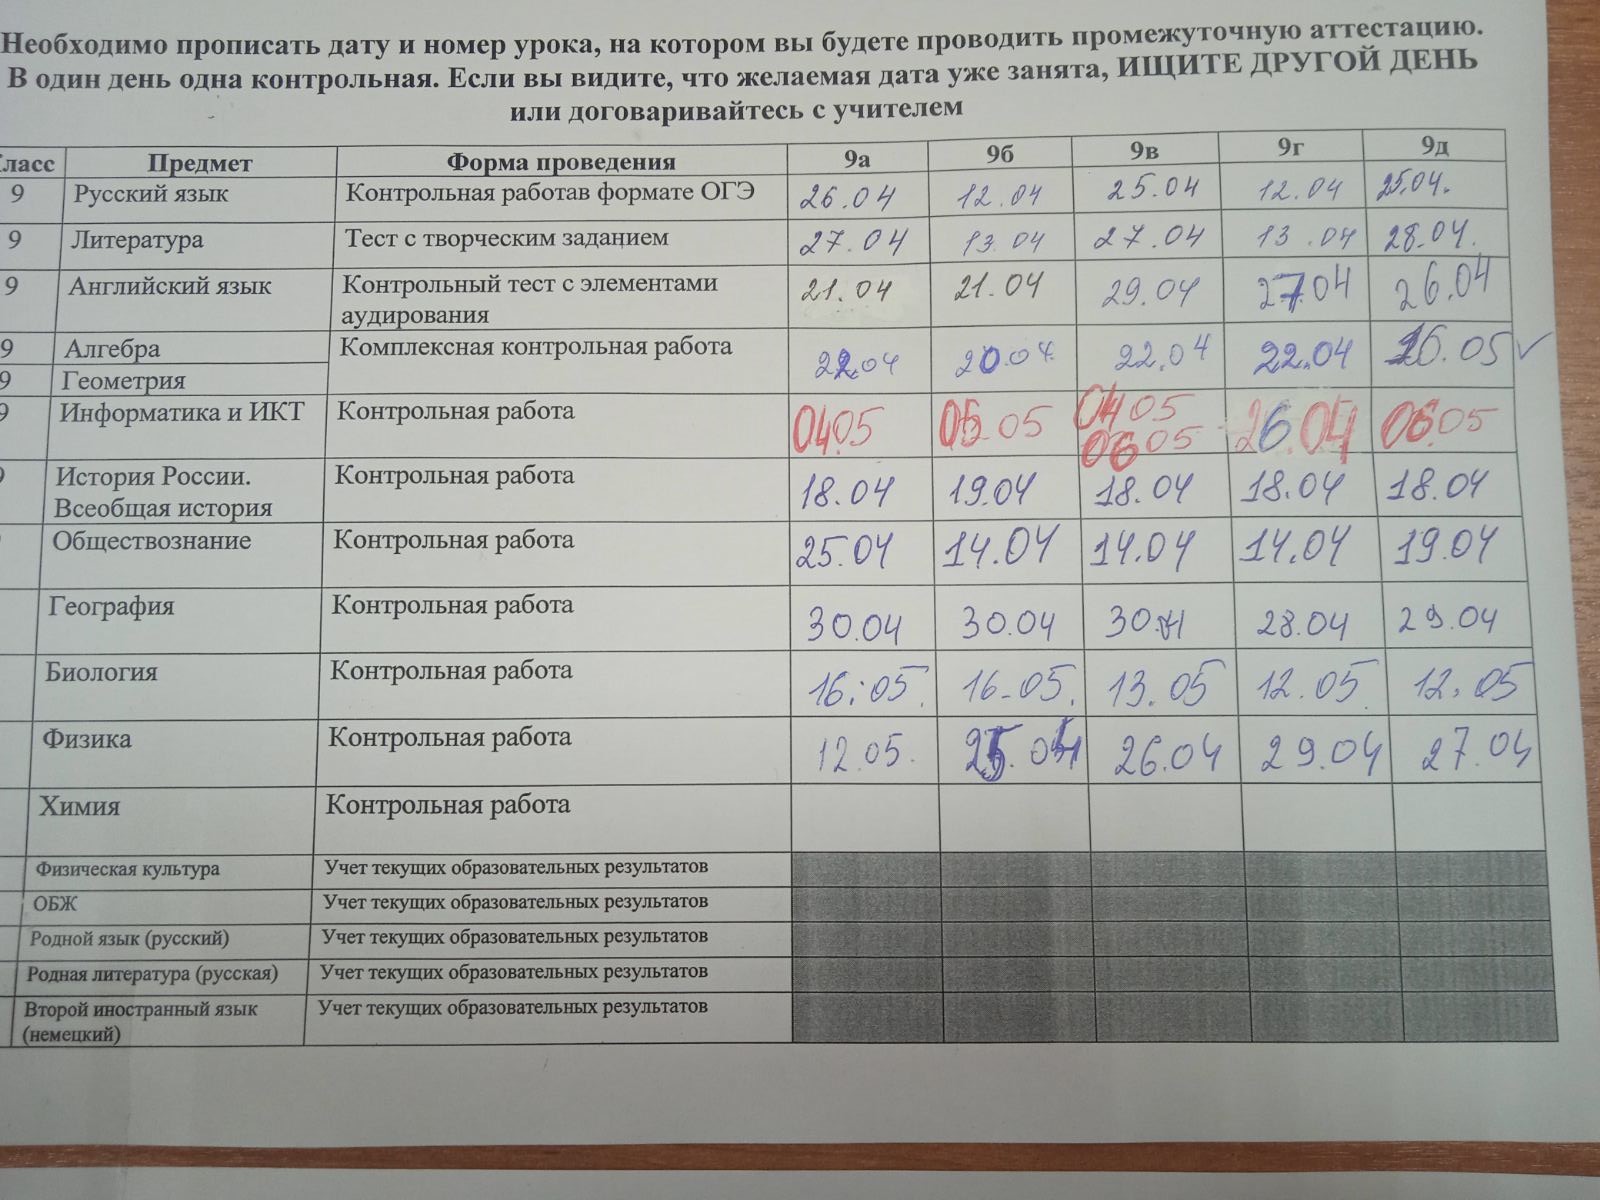 Необходимо прописать дату и номер урока, на котором вы будете проводить промежуточную аттестацию.
В один день одна контрольная. Если вы видите, что желаемая дата уже занята, ИЩИТЕ ДРУГОЙ ДЕНЬ
или договаривайтесь с учителем
ласс Предмет Форма проведения 9а 9б 9в 9г 9д
9 Русский язык Контрольная работав формате ОГЭ 26.04 12.04 25.04 12.04 25.04.
9 Литература Тест с творческим заданием 27.04 13.04 27.04 13.04 28.04.
9 Английский язык Контрольный тест с элементами 21.04 21.04 29.04 27 04 26.04
аудирования
9 Алгебра Комплексная контрольная работа 22.04 20.04. 22.04 22.04
9 Геометрия
9 Информатика и ИКТ Контрольная работа 04.05 05.05 04 05 26.04 06.05
06 05
История России. Контрольная работа 18.04 19.04 18.04 18.04 18.04
Всеобщая история
Обществознание Контрольная работа 25.04 14.04 14.04 14.04 19.04
География Контрольная работа 30.04 30.04 30.04 28.04 29.04
Биология Контрольная работа 16.05. 16-05. 13.05 12.05. 12.05
Физика Контрольная работа 12.05. 26.04 29.04 27.04
Химия Контрольная работа
Физическая культура Учет текущих образовательных результатов
ОБЖ Учет текущих образовательных результатов
Родной язык (русский) Учет текущих образовательных результатов
Родная литература (русская) Учет текущих образовательных результатов
Второй иностранный язык Учет текущих образовательных результатов
(немецкий)